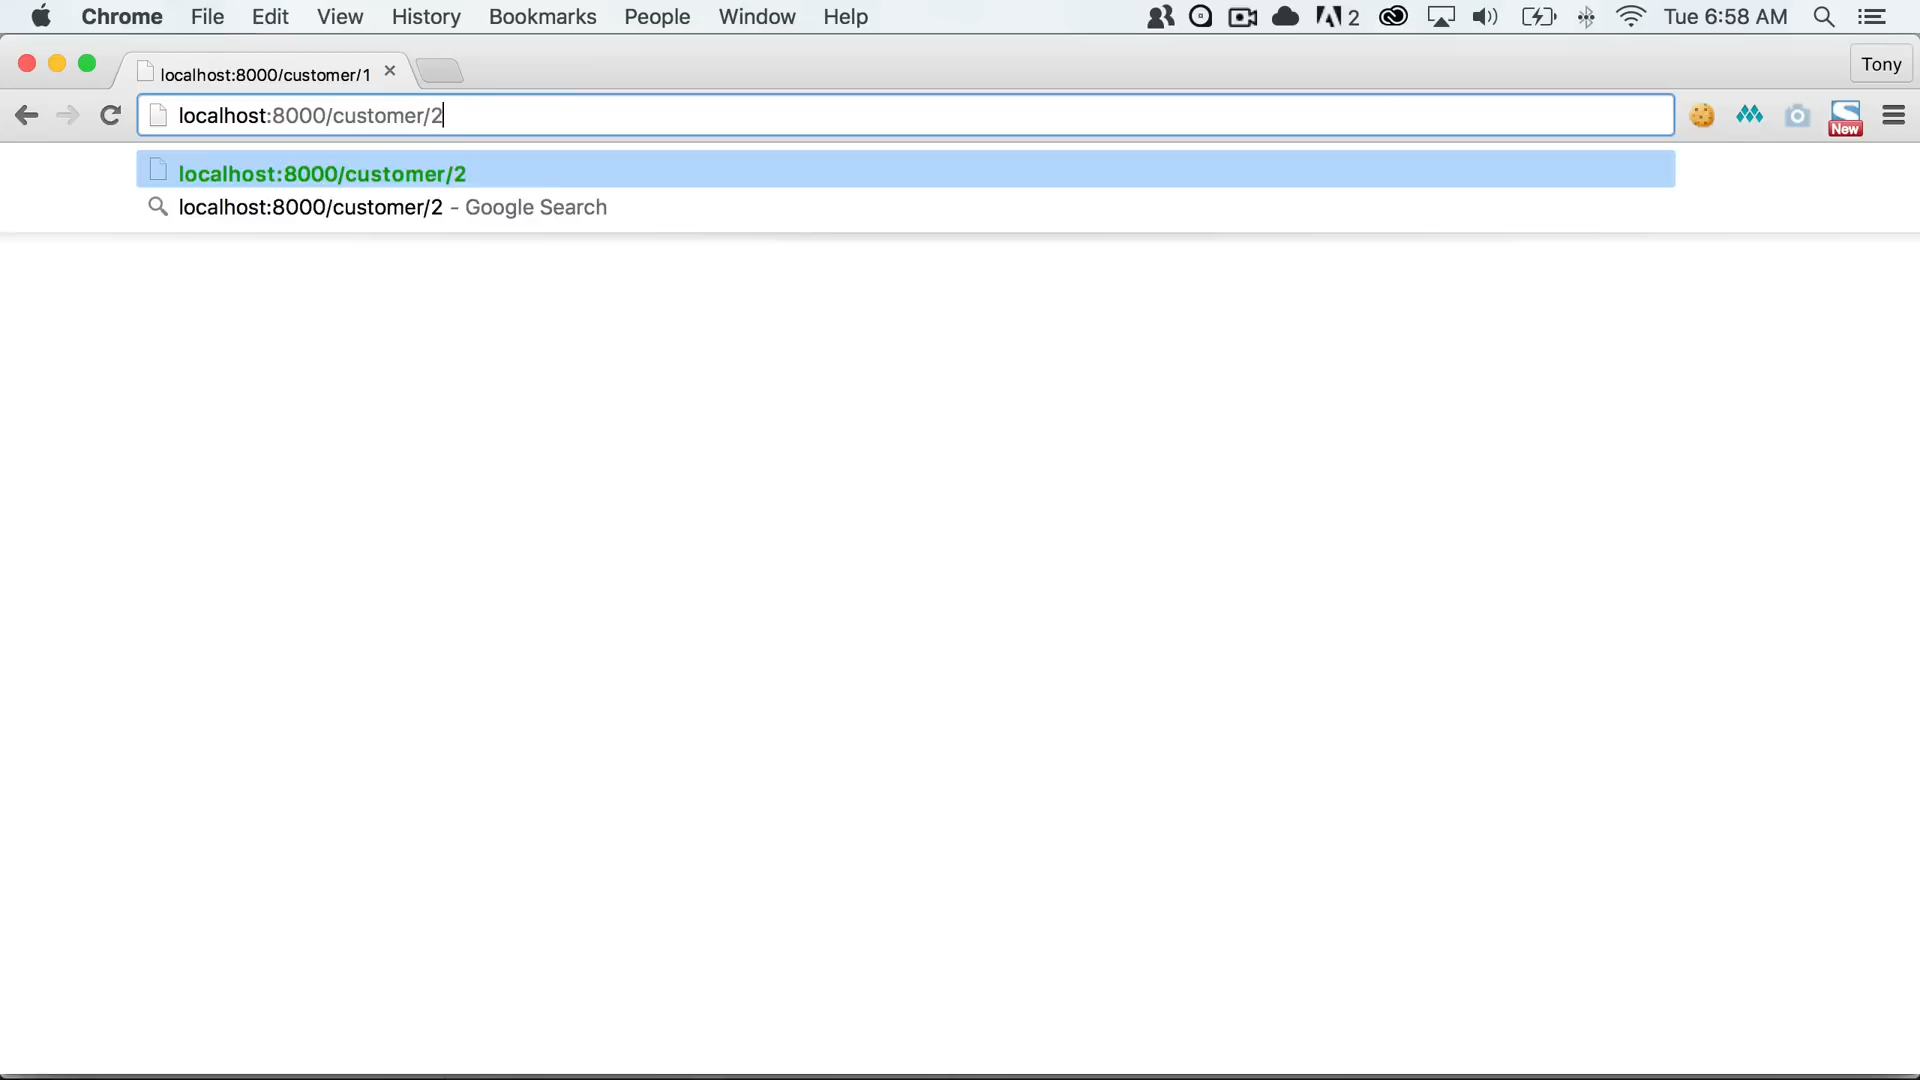 Chrome File Edit View History Bookmarks People Window Help 2 Tue 6:58 AM
localhost:8000/customer/1 Tony
localhost:8000/customer/2 New
localhost:8000/customer/2
localhost:8000/customer/2 - Google Search